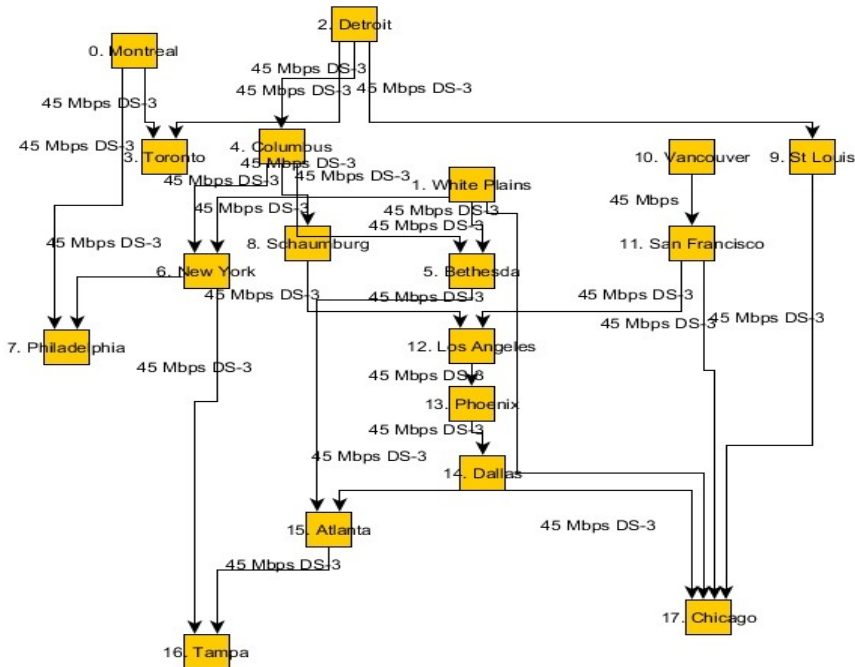 2. Detroit
0. Montreal
45 Mbps DS-3
45 Mbps DS-3
45 Mbps DS-3
45 Mbps DS-3
45 Mbps DS-3
4. Columbus
3. Toronto
10. Vancouver
9. St Louis
45 Mbps DS-3
45 Mbps DS-3
45 Mbps DS-3
1. White Plains
45 Mbps
45 Mbps DS-3
45 Mbps DS-3
45 Mbps DS-3
45 Mbps DS-3
8. Schaumburg
11. San Francisco
6. New York
5. Bethesda
45 Mbps DS-3
45 Mbps DS-3
45 Mbps DS-3
45 Mbps DS-3
45 Mbps DS-3
7. Philadelphia
12. Los Angeles
45 Mbps DS-3
45 Mbps DS-3
13. Phoenix
45 Mbps DS-3
45 Mbps DS-3
14. Dallas
15. Atlanta
45 Mbps DS-3
45 Mbps DS-3
17. Chicago
16. Tampa